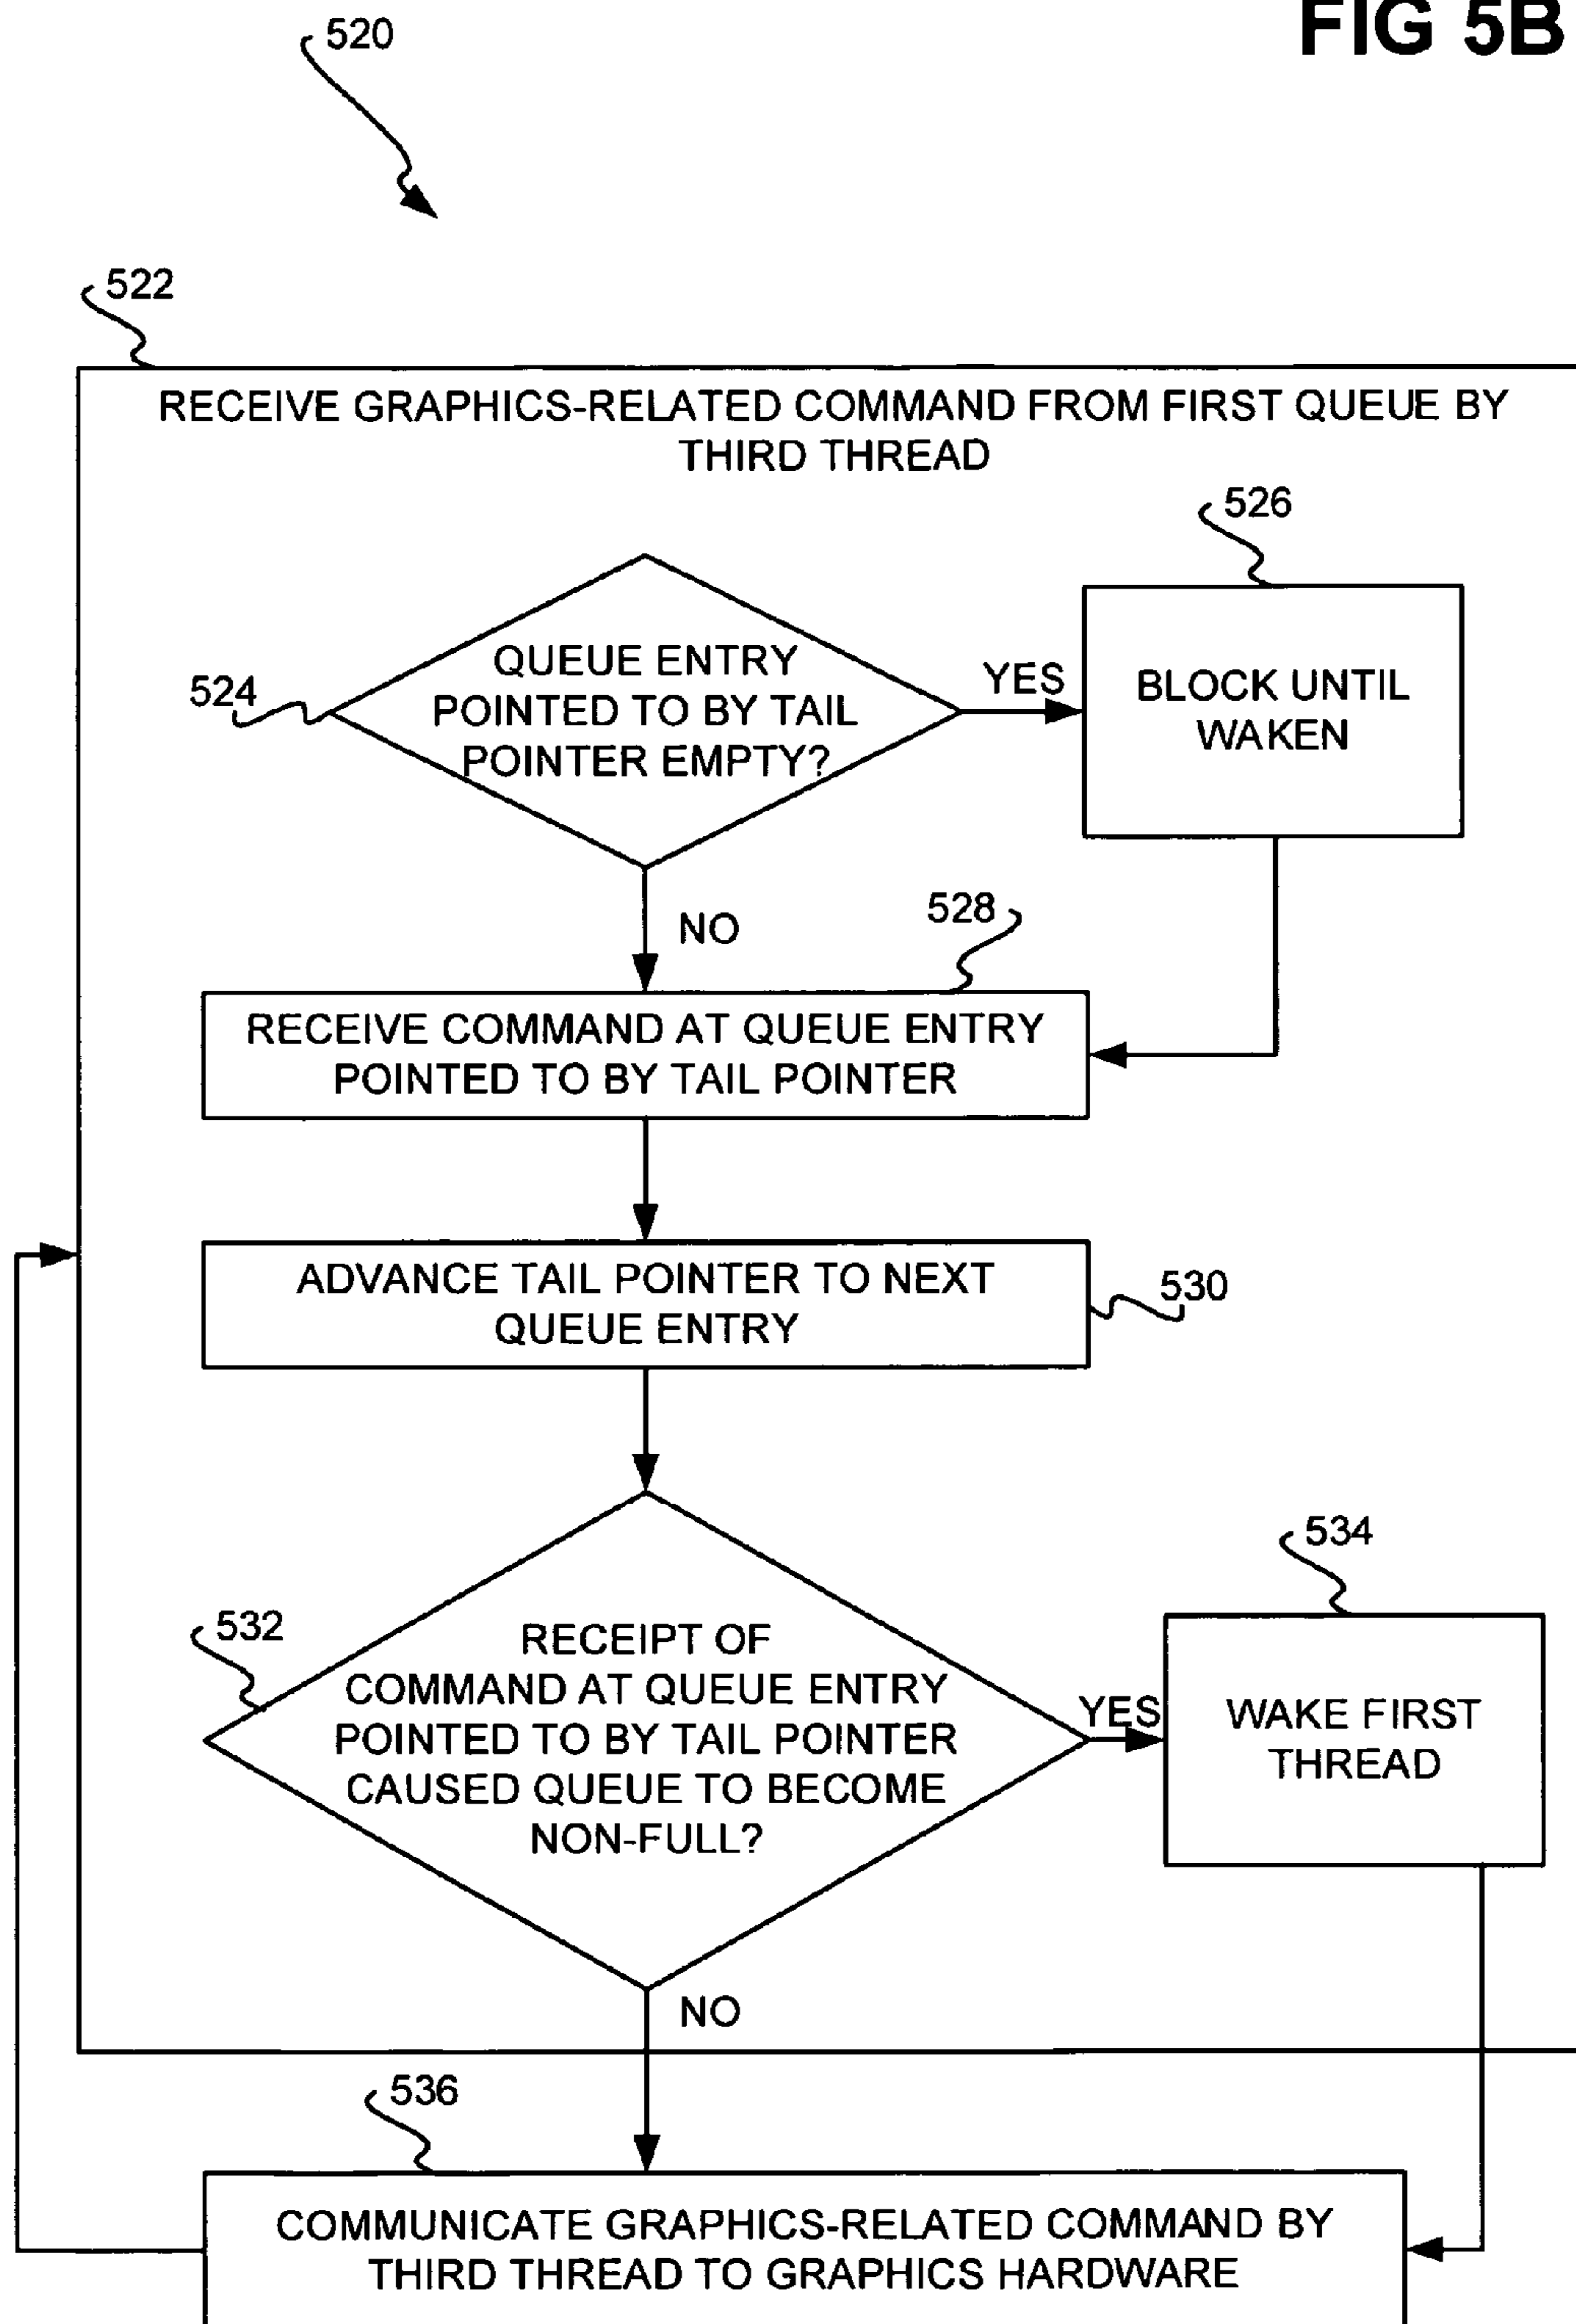 FIG 5B
520
522
RECEIVE GRAPHICS-RELATED COMMAND FROM FIRST QUEUE BY
THIRD THREAD
526
524
QUEUE ENTRY
POINTED TO BY TAIL
POINTER EMPTY?
YES
BLOCK UNTIL
WAKEN
NO
528
RECEIVE COMMAND AT QUEUE ENTRY
POINTED TO BY TAIL POINTER
ADVANCE TAIL POINTER TO NEXT
QUEUE ENTRY
530
532
RECEIPT OF
COMMAND AT QUEUE ENTRY
POINTED TO BY TAIL POINTER
CAUSED QUEUE TO BECOME
NON-FULL?
YES
534
WAKE FIRST
THREAD
NO
536
COMMUNICATE GRAPHICS-RELATED COMMAND BY
THIRD THREAD TO GRAPHICS HARDWARE